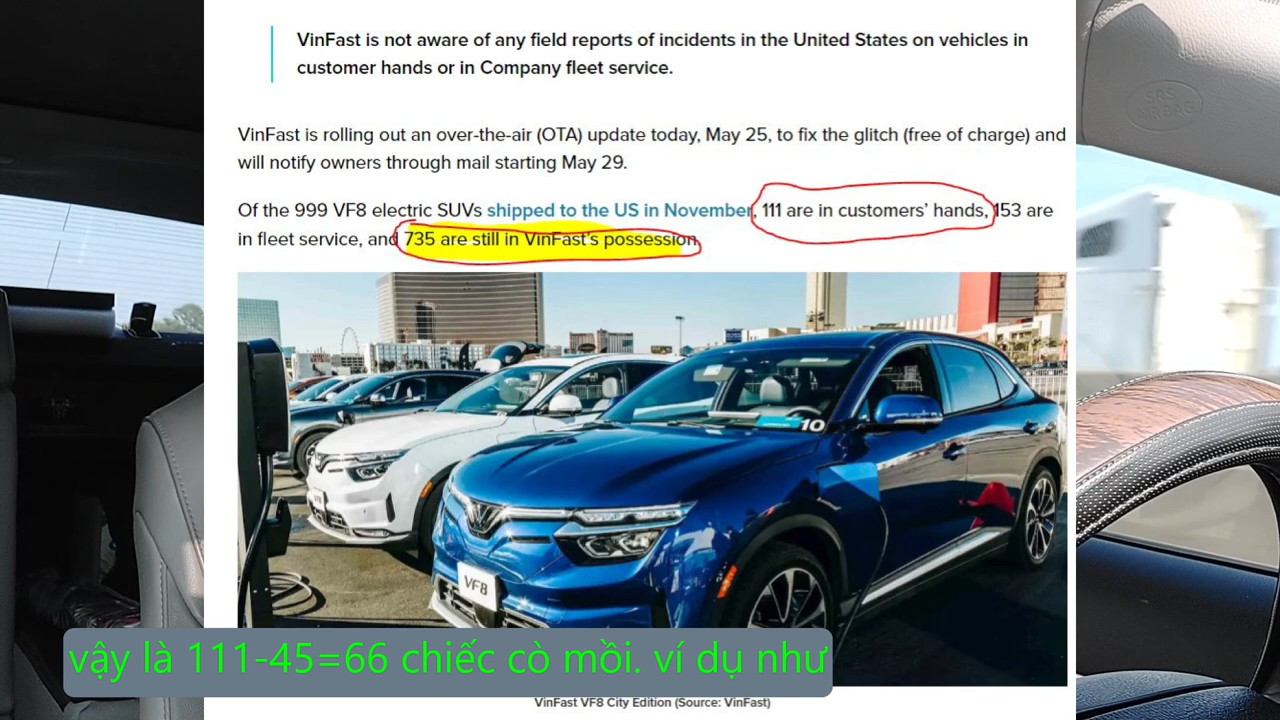 VinFast is not aware of any field reports of incidents in the United States on vehicles in
customer hands or in Company fleet service.
VinFast is rolling out an over-the-air (OTA) update today, May 25, to fix the glitch (free of charge) and
will notify owners through mail starting May 29.
Of the 999 VF8 electric SUVs shipped to the US in November, 111 are in customers’ hands, 153 are
in fleet service, and 735 are still in VinFast’s possession
SRS
AIRBAG
10
VF8
vậy là 111-45=66 chiếc cò mồi. ví dụ như
VinFast VF8 City Edition (Source: VinFast)